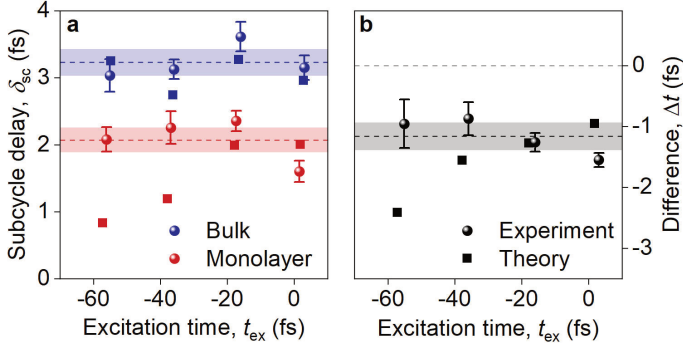 a
Subcycle delay, δsc (fs)
4
3
2
1
0
Bulk
Monolayer
-60
-40
-20
0
Excitation time, tex (fs)
b
0
-1
-2
-3
Difference, Δt (fs)
Experiment
Theory
-60
-40
-20
0
Excitation time, tex (fs)